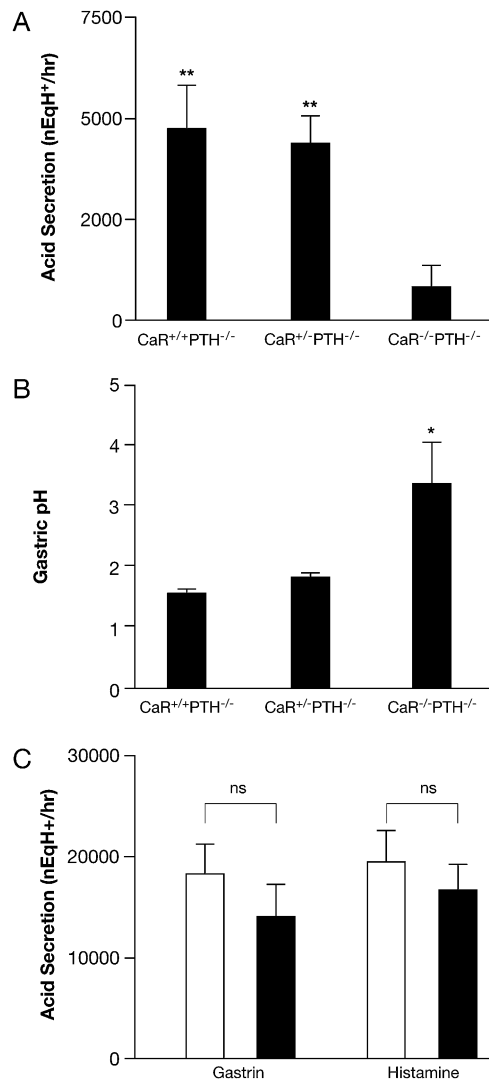 A
Acid Secretion (nEqH⁺/hr)
7500
5000
2000
0
**
**
CaR⁺/⁺PTH⁻/⁻
CaR⁺/⁻PTH⁻/⁻
CaR⁻/⁻PTH⁻/⁻
B
Gastric pH
5
4
3
2
1
0
*
CaR⁺/⁺PTH⁻/⁻
CaR⁺/⁻PTH⁻/⁻
CaR⁻/⁻PTH⁻/⁻
C
Acid Secretion (nEqH+/hr)
30000
20000
10000
0
ns
ns
Gastrin
Histamine